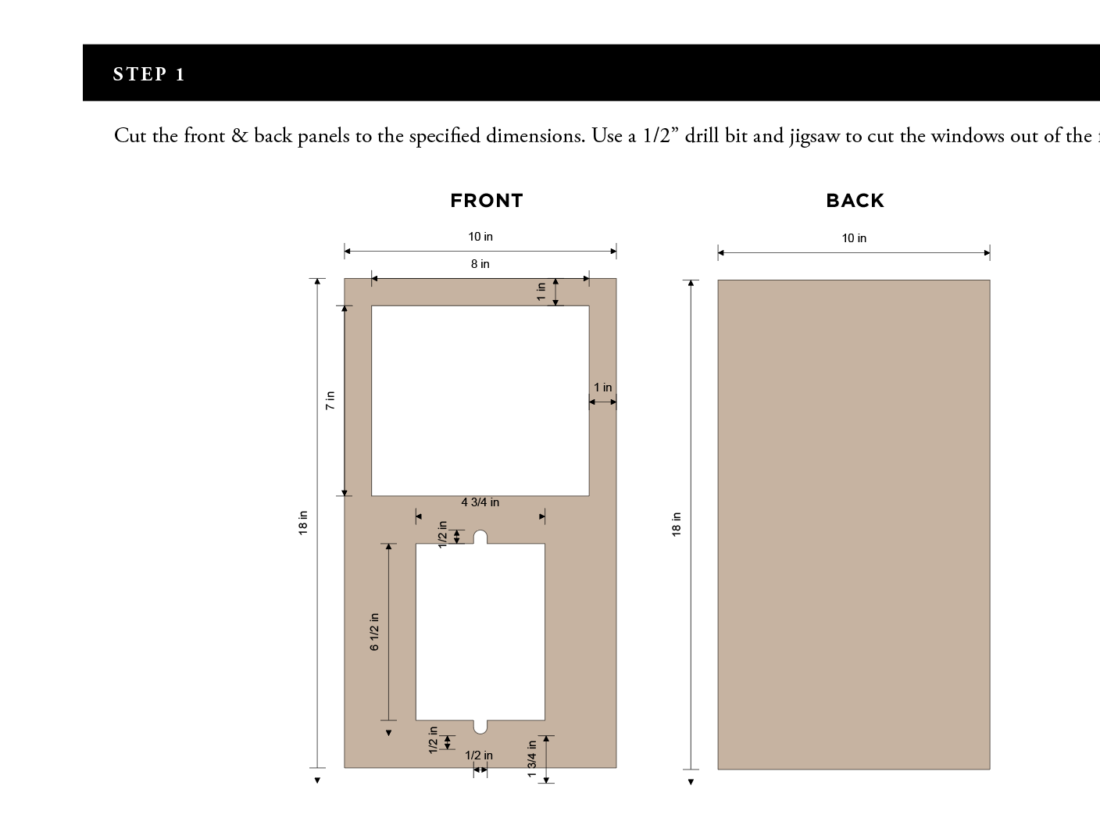 STEP 1
Cut the front & back panels to the specified dimensions. Use a 1/2” drill bit and jigsaw to cut the windows out of the
FRONT
BACK
10 in
10 in
8 in
1 in
1 in
7 in
4 3/4 in
18 in
18 in
1/2 in
6 1/2 in
1/2 in
1/2 in
1 3/4 in